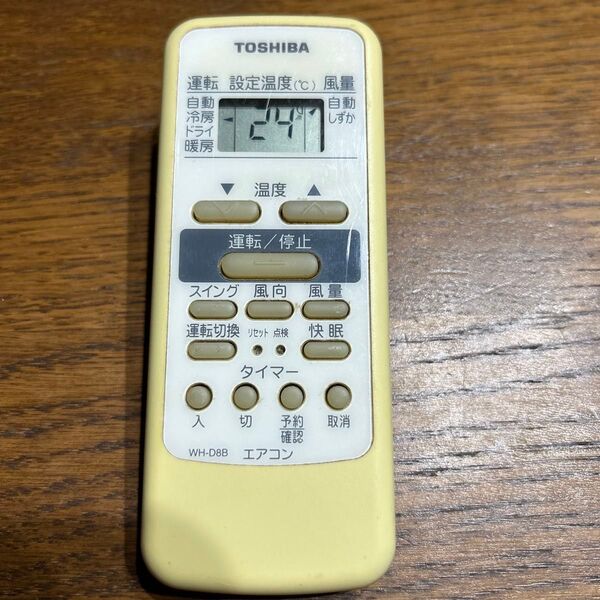 TOSHIBA
運転 設定温度(℃) 風量
自動 自動
冷房 しずか
ドライ
暖房
24
▼ 温度 ▲
運転/停止
スイング 風向 風量
運転切換 リセット 点検 快眠
タイマー
入 切 予約 取消
確認
WH-D8B エアコン